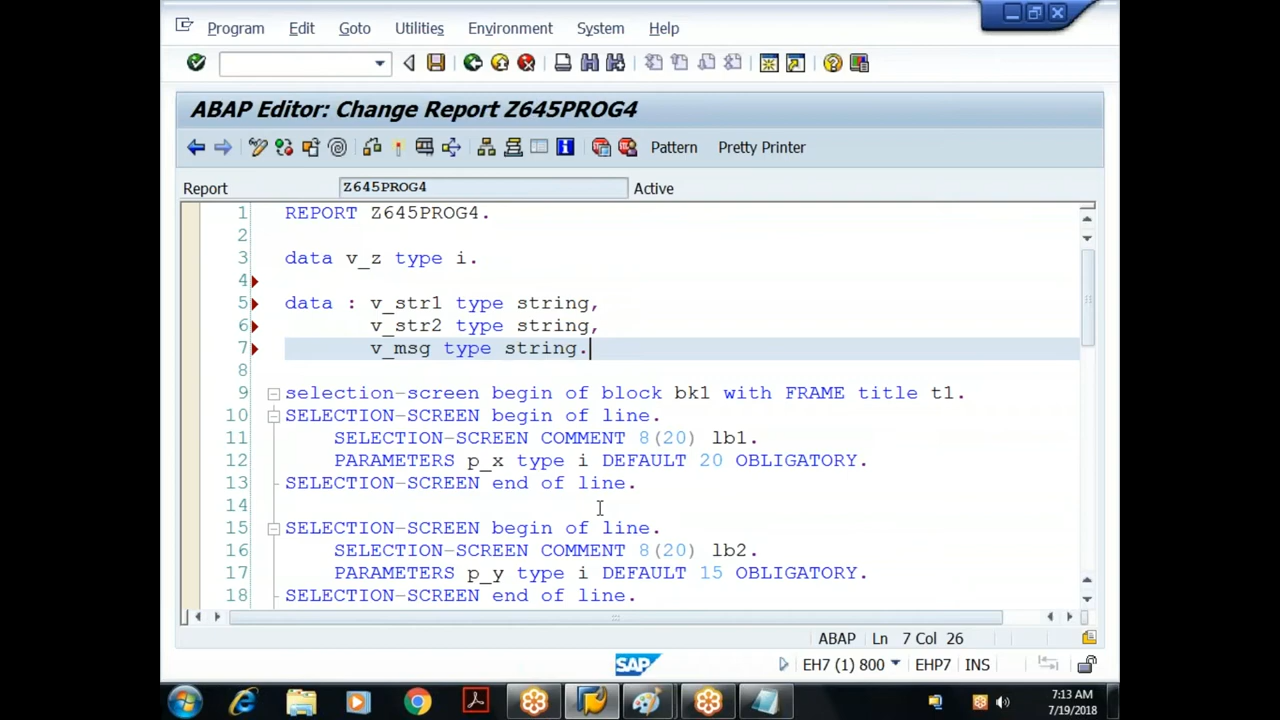 Program Edit Goto Utilities Environment System Help
ABAP Editor: Change Report Z645PROG4
Pattern Pretty Printer
Report Z645PROG4 Active
1 REPORT Z645PROG4.
2
3 data v_z type i.
4
5 data : v_str1 type string,
6 v_str2 type string,
7 v_msg type string.
8
9 selection-screen begin of block bk1 with FRAME title t1.
10 SELECTION-SCREEN begin of line.
11 SELECTION-SCREEN COMMENT 8(20) lb1.
12 PARAMETERS p_x type i DEFAULT 20 OBLIGATORY.
13 SELECTION-SCREEN end of line.
14
15 SELECTION-SCREEN begin of line.
16 SELECTION-SCREEN COMMENT 8(20) lb2.
17 PARAMETERS p_y type i DEFAULT 15 OBLIGATORY.
18 SELECTION-SCREEN end of line.
ABAP Ln 7 Col 26
SAP EH7 (1) 800 EHP7 INS
7:13 AM
7/19/2018